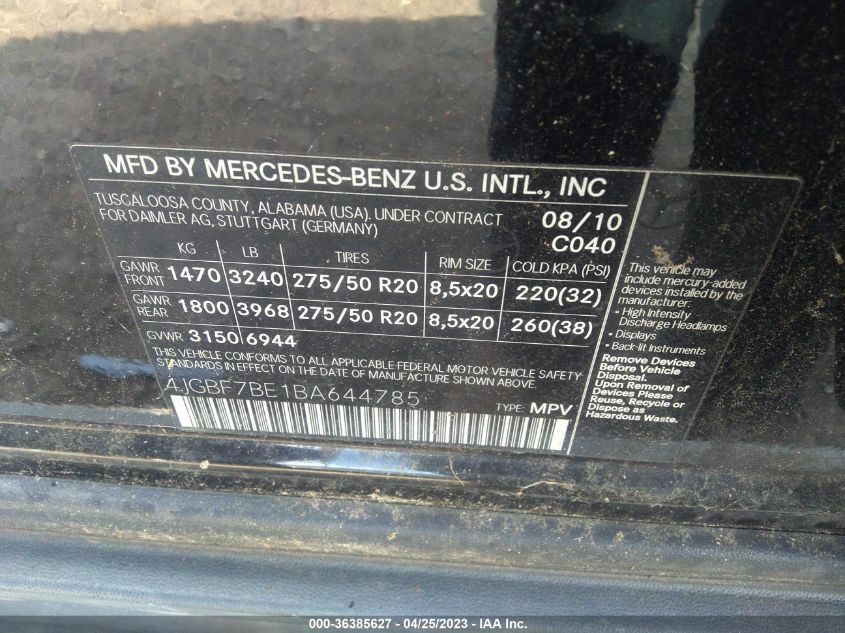 MFD BY MERCEDES-BENZ U.S. INTL., INC
TUSCALOOSA COUNTY, ALABAMA (USA). UNDER CONTRACT
FOR DAIMLER AG, STUTTGART (GERMANY)
08/10
C040
KG LB TIRES RIM SIZE COLD KPA (PSI)
GAWR FRONT 1470 3240 275/50 R20 8,5x20 220(32)
GAWR REAR 1800 3968 275/50 R20 8,5x20 260(38)
GVWR 3150 6944
THIS VEHICLE CONFORMS TO ALL APPLICABLE FEDERAL MOTOR VEHICLE SAFETY
STANDARDS IN EFFECT ON THE DATE OF MANUFACTURE SHOWN ABOVE.
4JGBF7BE1BA644785
TYPE: MPV
This vehicle may
include mercury-added
devices installed by the
manufacturer:
• High Intensity
Discharge Headlamps
• Displays
• Back-lit Instruments
Remove Devices
Before Vehicle
Disposal.
Upon Removal of
Devices Please
Reuse, Recycle or
Dispose as
Hazardous Waste.
000-36385627 - 04/25/2023 - IAA Inc.